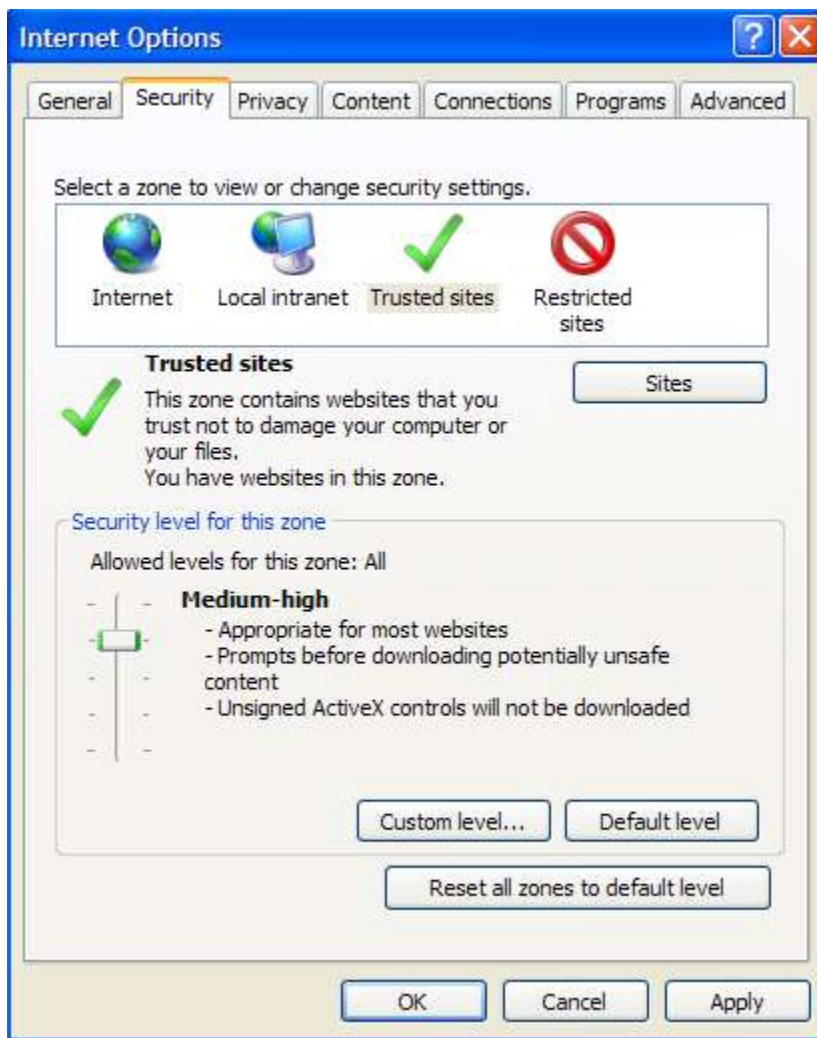 Internet Options
General Security Privacy Content Connections Programs Advanced
Select a zone to view or change security settings.
Internet Local intranet Trusted sites Restricted
sites
Trusted sites
Sites
This zone contains websites that you
trust not to damage your computer or
your files.
You have websites in this zone.
Security level for this zone
Allowed levels for this zone: All
Medium-high
- Appropriate for most websites
- Prompts before downloading potentially unsafe
content
- Unsigned ActiveX controls will not be downloaded
Custom level... Default level
Reset all zones to default level
OK Cancel Apply